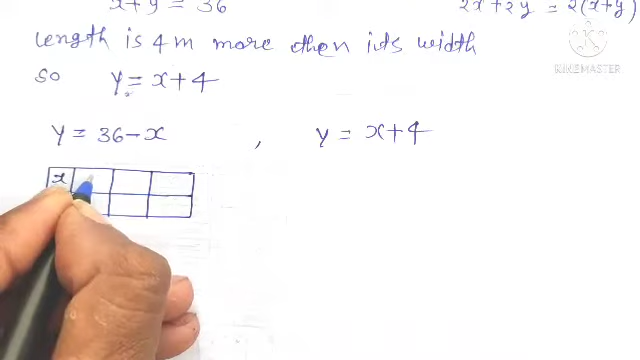 x+y = 36
2x+2y = 2(x+y)
length is 4 m more then its width
so y = x+4
y = 36-x , y = x+4
x
KINEMASTER